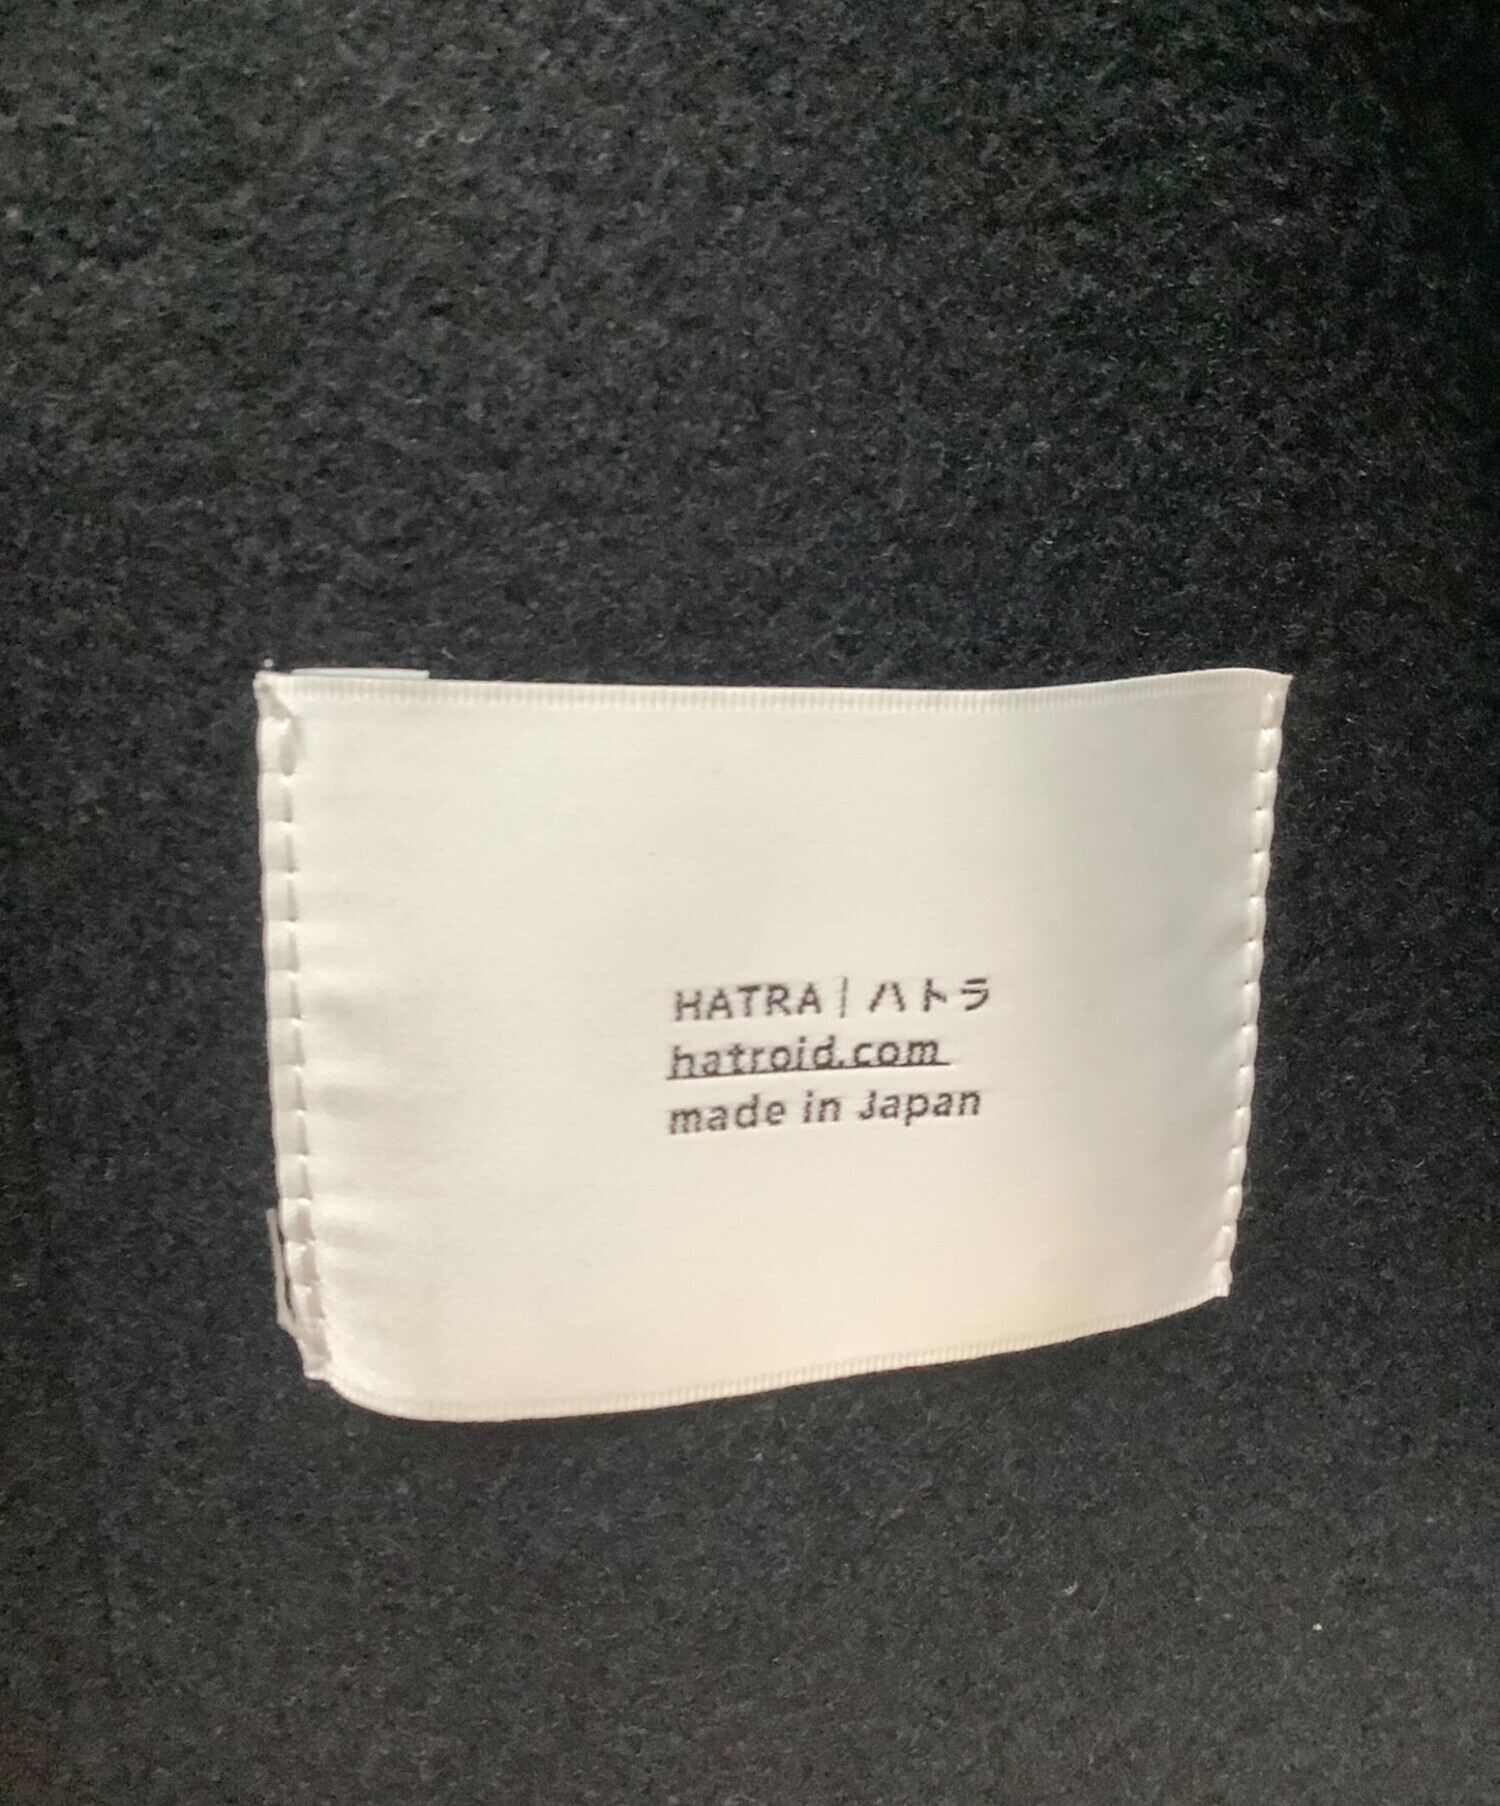 HATRA | ハトラ
hatroid.com
made in Japan